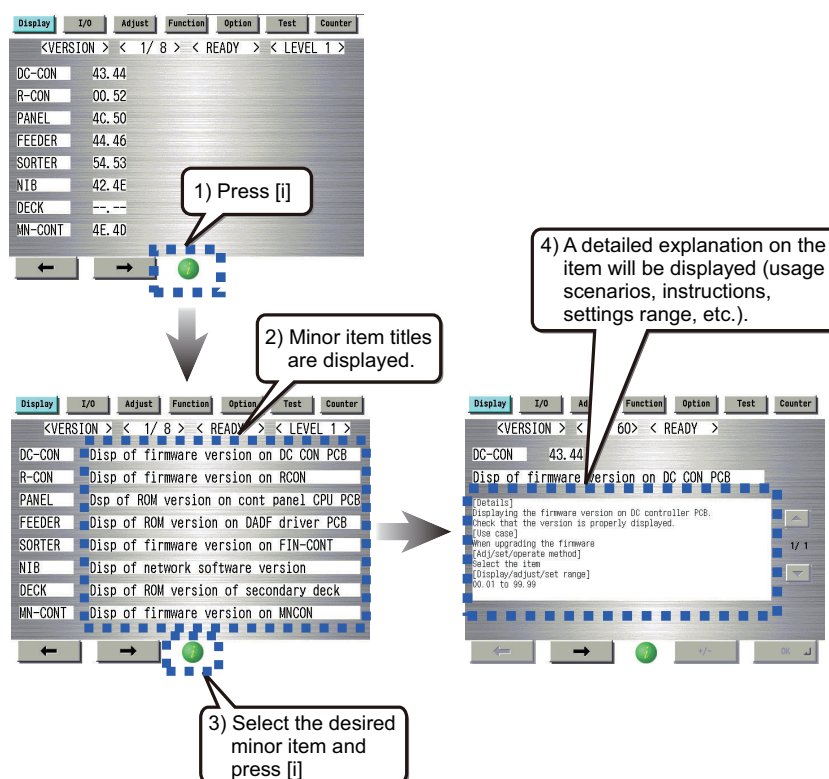 Display I/O Adjust Function Option Test Counter
<VERSION > < 1/ 8 > < READY > < LEVEL 1 >
DC-CON 43.44
R-CON 00.52
PANEL 4C.50
FEEDER 44.46
SORTER 54.53
NIB 42.4E
DECK --.--
MN-CONT 4E.4D
1) Press [i]
← → i
2) Minor item titles
are displayed.
Display I/O Adjust Function Option Test Counter
<VERSION > < 1/ 8 > < READY > < LEVEL 1 >
DC-CON Disp of firmware version on DC CON PCB
R-CON Disp of firmware version on RCON
PANEL Dsp of ROM version on cont panel CPU PCB
FEEDER Disp of ROM version on DADF driver PCB
SORTER Disp of firmware version on FIN-CONT
NIB Disp of network software version
DECK Disp of ROM version of secondary deck
MN-CONT Disp of firmware version on MNCON
← → i
3) Select the desired
minor item and
press [i]
4) A detailed explanation on the
item will be displayed (usage
scenarios, instructions,
settings range, etc.).
Display I/O Ad Function Option Test Counter
<VERSION > < 60> < READY >
DC-CON 43.44
Disp of firmware version on DC CON PCB
[Details]
Displaying the firmware version on DC controller PCB.
Check that the version is properly displayed.
[Use case]
When upgrading the firmware
[Adj/set/operate method]
Select the item
[Display/adjust/set range]
00.01 to 99.99
1/ 1
← → i +/- OK